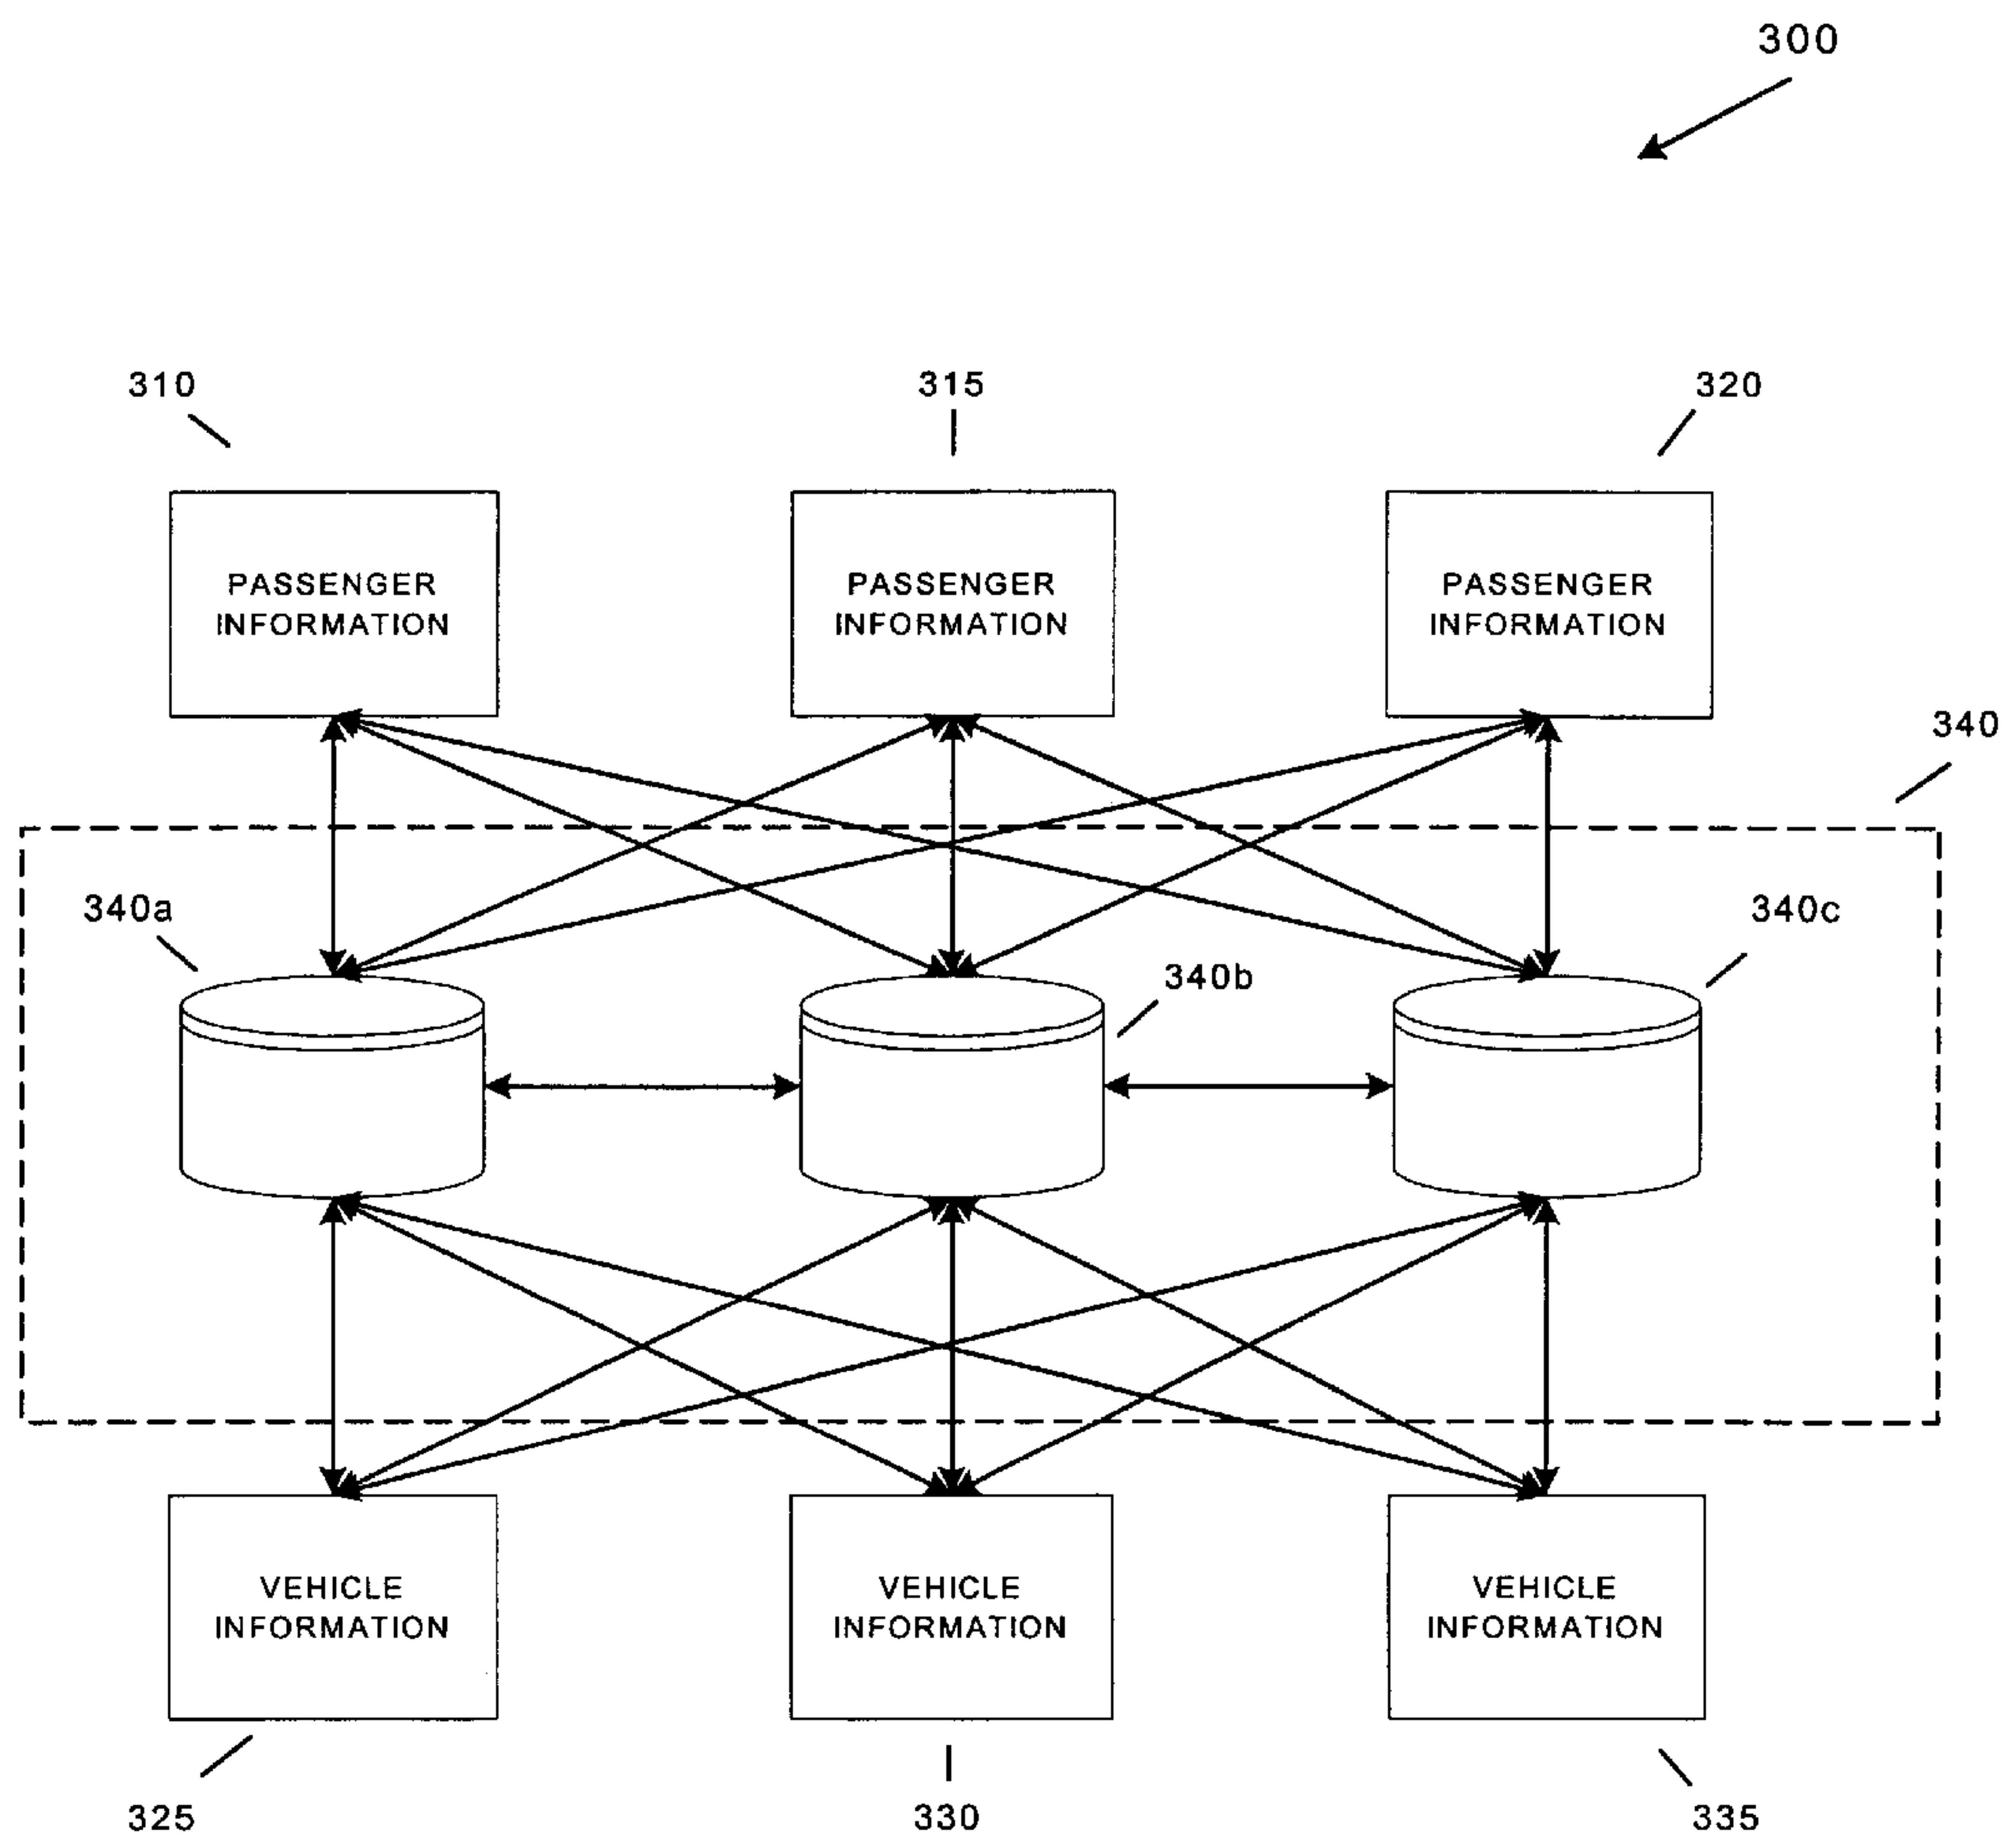 300
310
315
320
PASSENGER
INFORMATION
PASSENGER
INFORMATION
PASSENGER
INFORMATION
340
340a
340b
340c
VEHICLE
INFORMATION
VEHICLE
INFORMATION
VEHICLE
INFORMATION
325
330
335